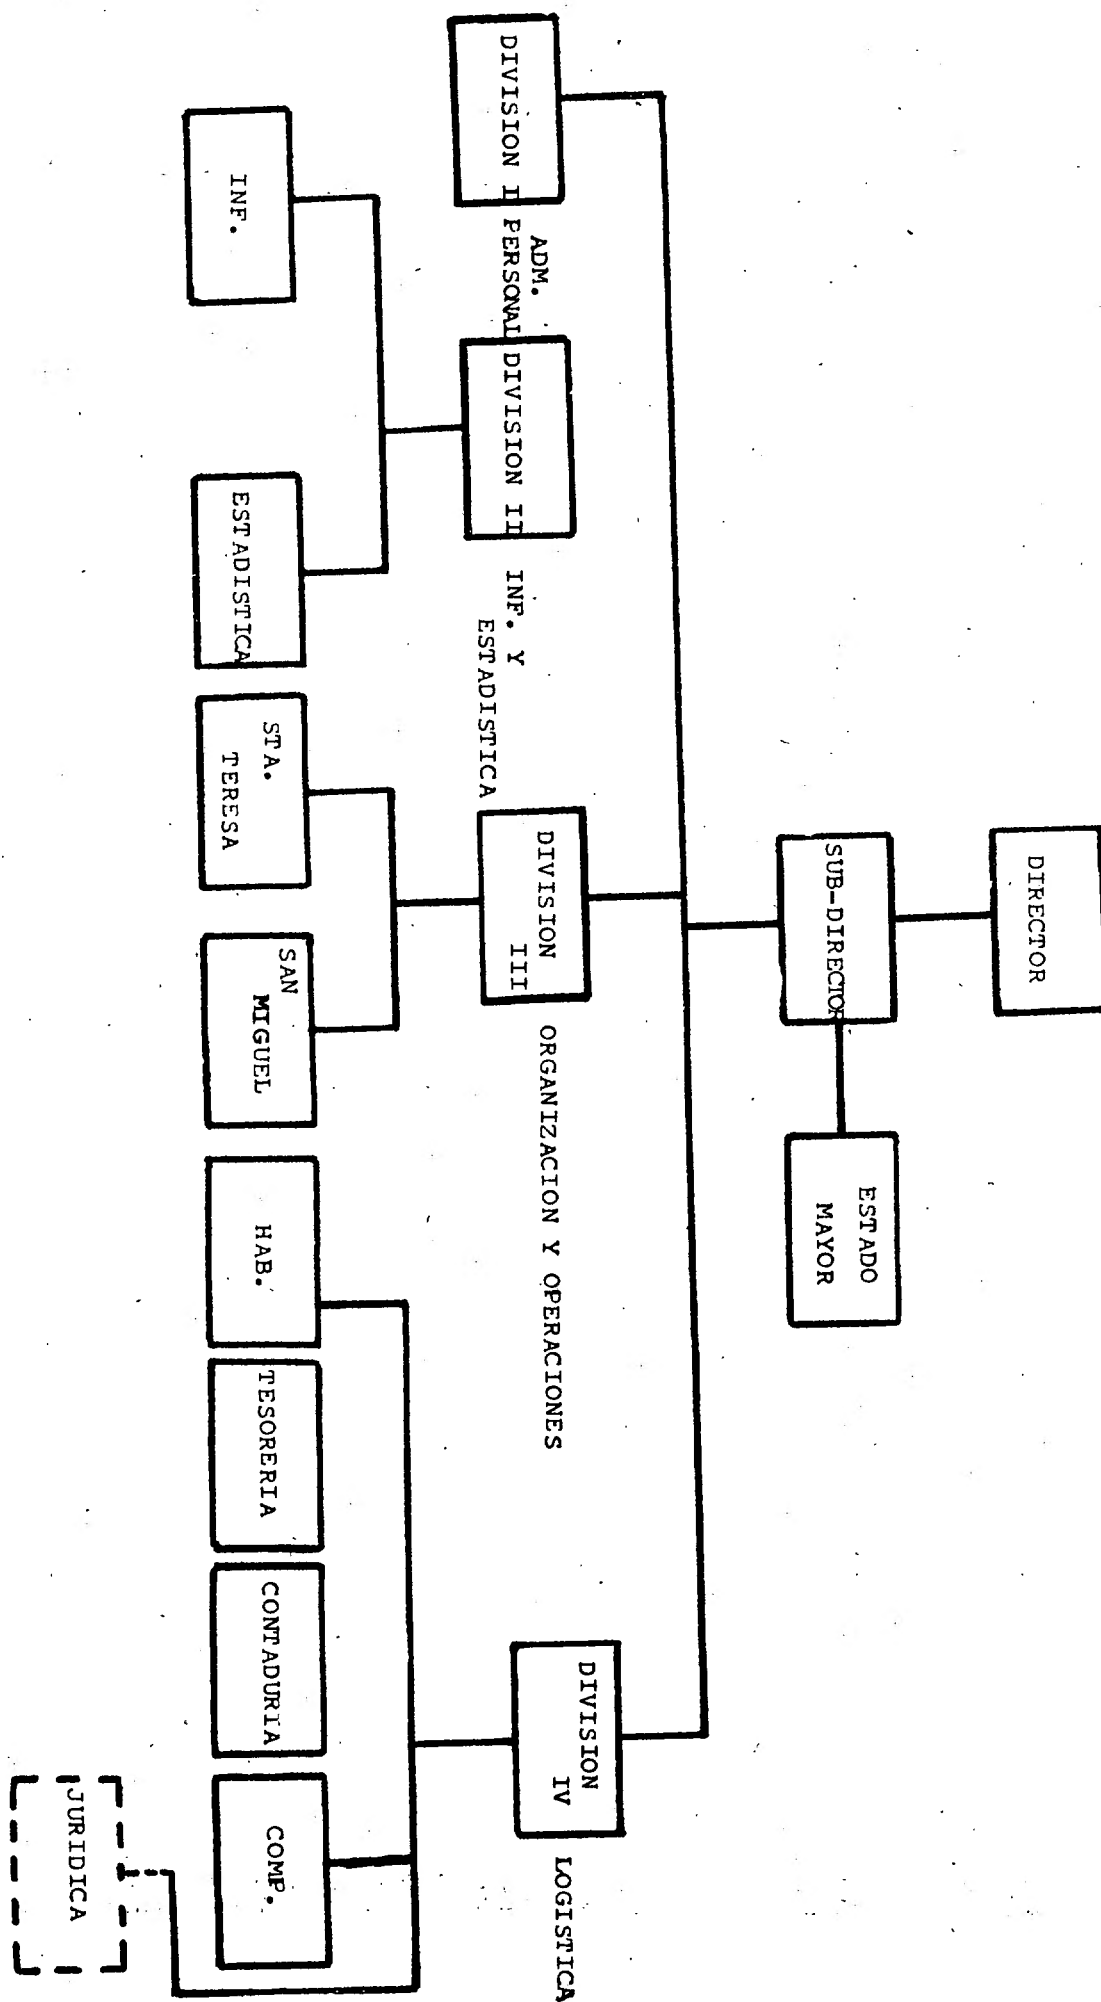 DIRECTOR
SUB-DIRECTOR
ESTADO
MAYOR
DIVISION I
ADM.
PERSONAL
DIVISION II
INF. Y
ESTADISTICA
DIVISION
III
ORGANIZACION Y OPERACIONES
DIVISION
IV
LOGISTICA
INF.
ESTADISTICA
STA.
TERESA
SAN
MIGUEL
HAB.
TESORERIA
CONTADURIA
COMP.
JURIDICA